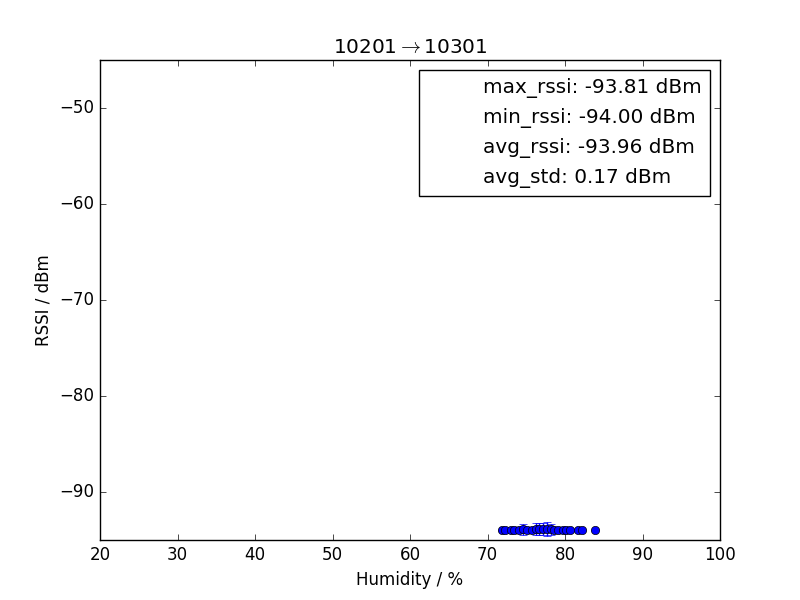 10201→10301
max_rssi: -93.81 dBm
min_rssi: -94.00 dBm
avg_rssi: -93.96 dBm
avg_std: 0.17 dBm
−50
−60
−70
−80
−90
RSSI / dBm
20 30 40 50 60 70 80 90 100
Humidity / %